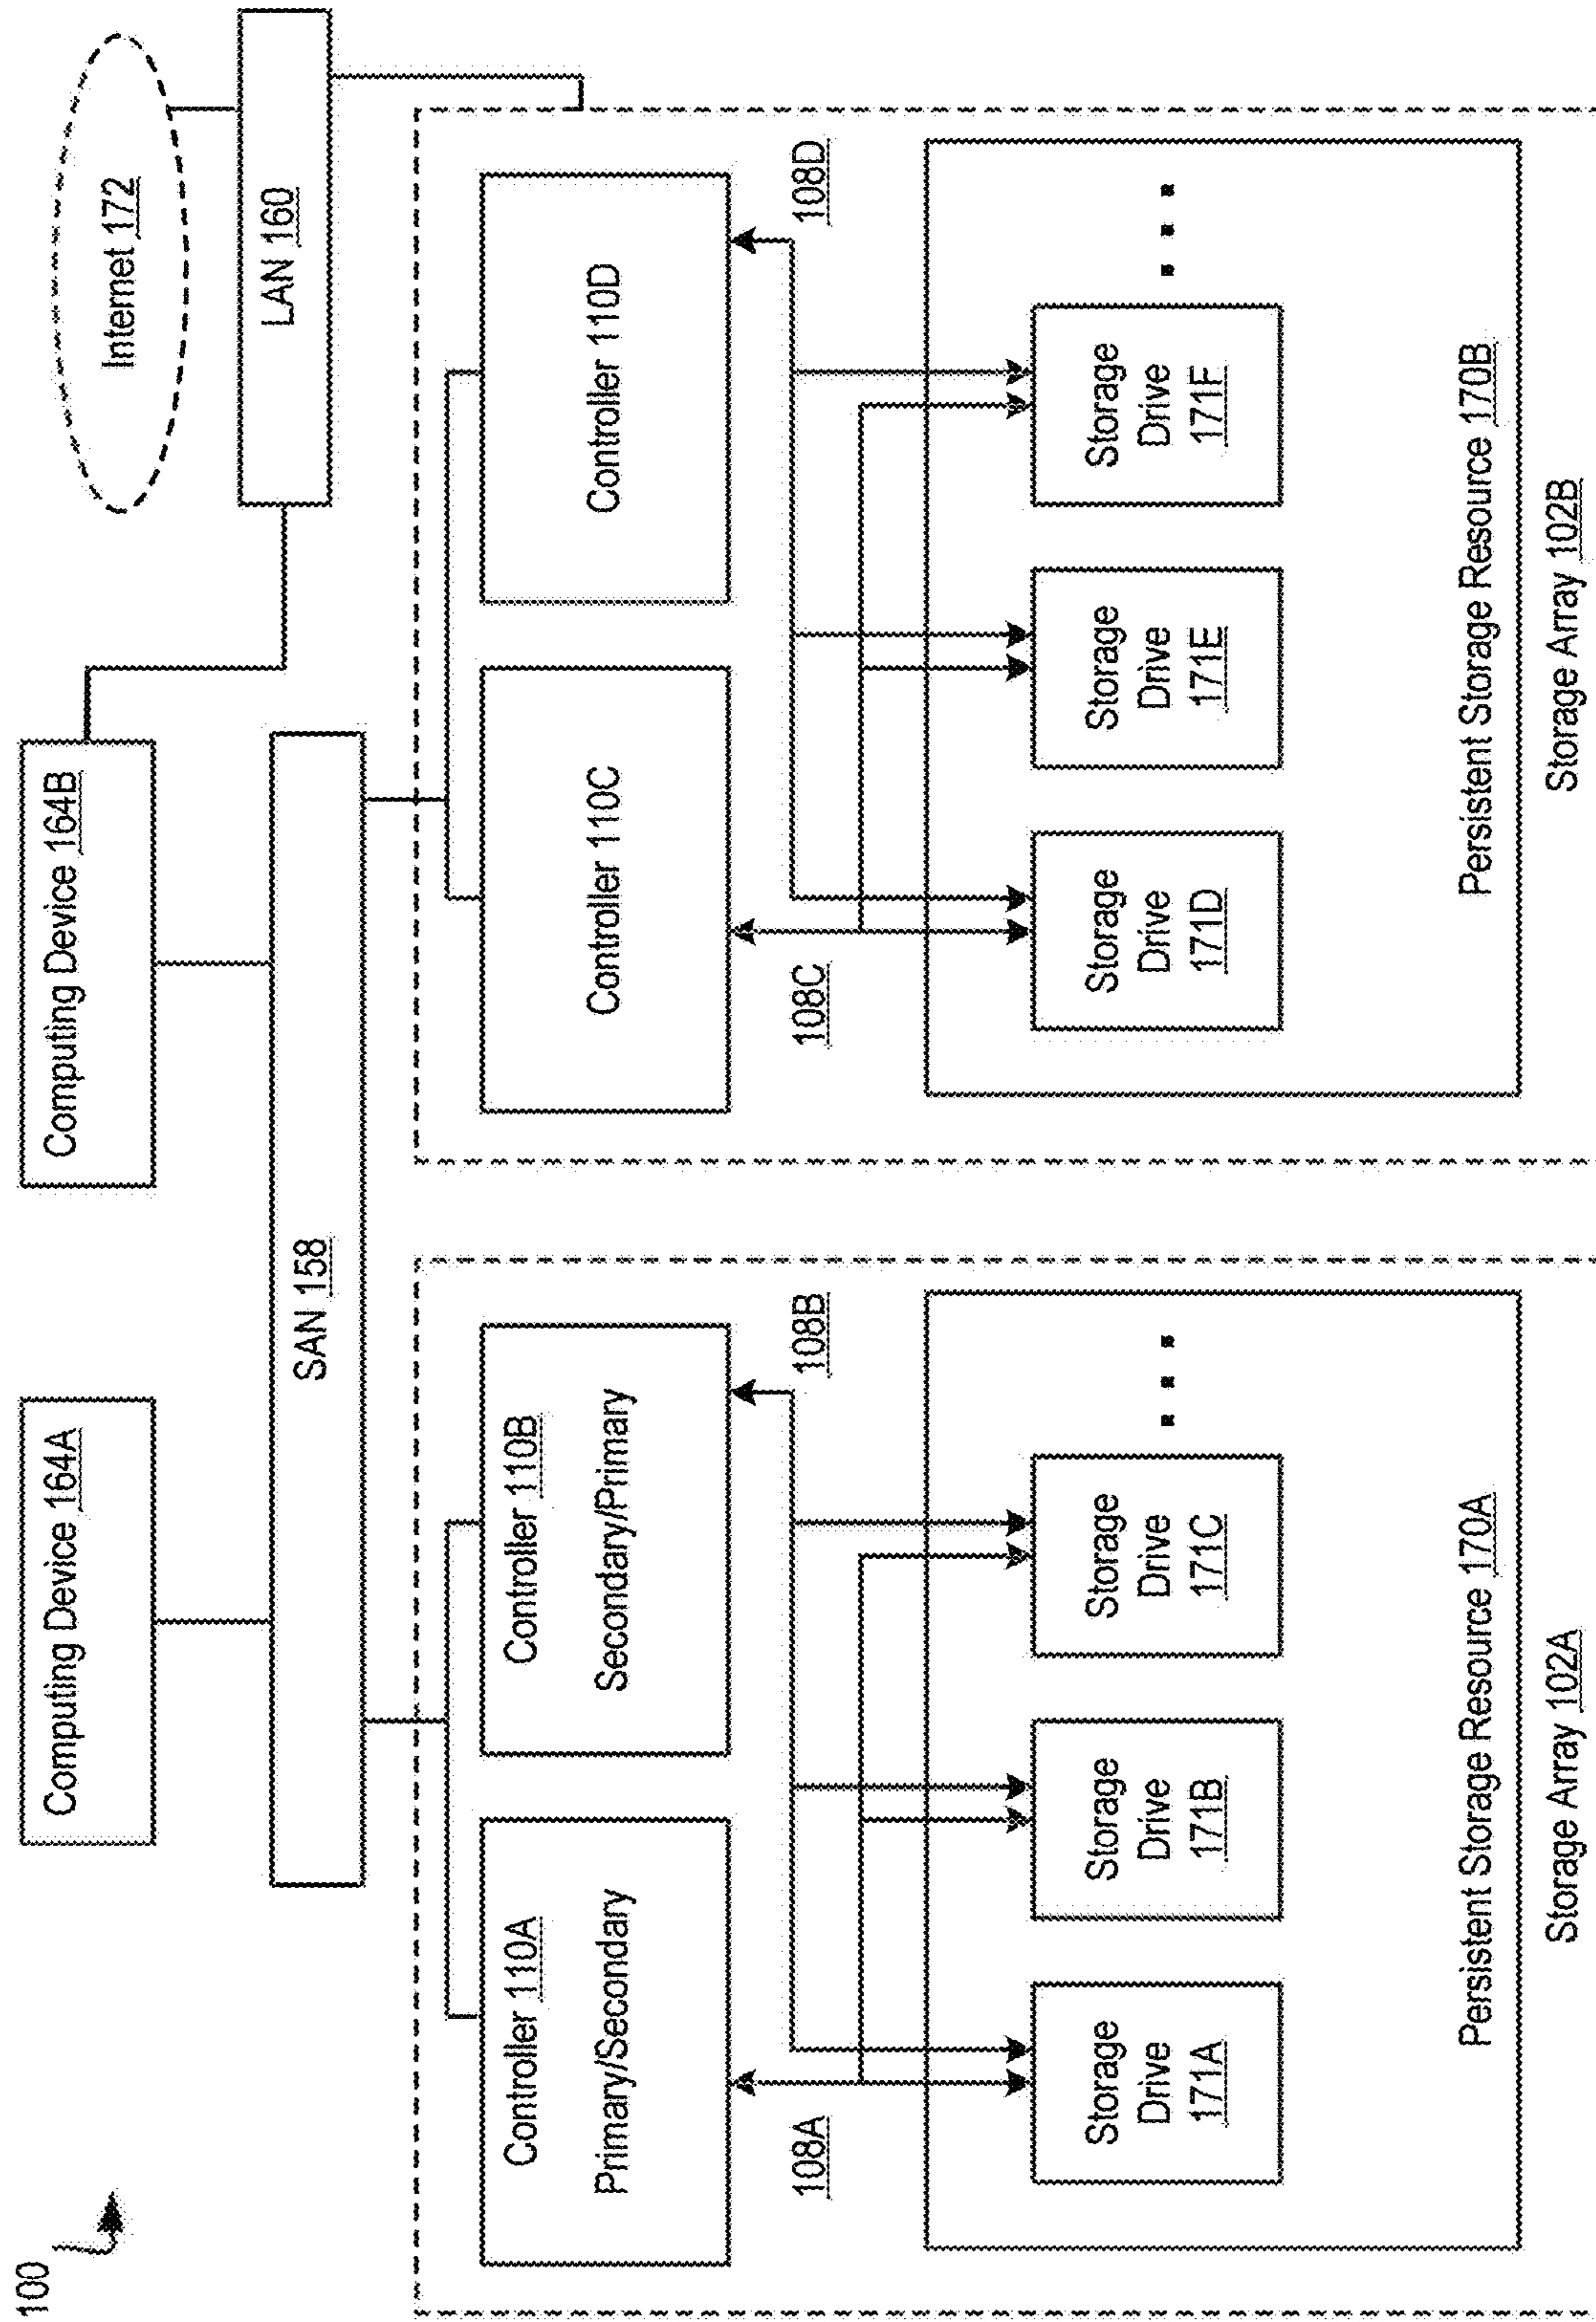 100
Computing Device 164A
Computing Device 164B
Internet 172
SAN 158
LAN 160
Controller 110A
Primary/Secondary
Controller 110B
Secondary/Primary
Controller 110C
Controller 110D
108A
108B
108C
108D
Storage
Drive
171A
Storage
Drive
171B
Storage
Drive
171C
Storage
Drive
171D
Storage
Drive
171E
Storage
Drive
171F
Persistent Storage Resource 170A
Persistent Storage Resource 170B
Storage Array 102A
Storage Array 102B